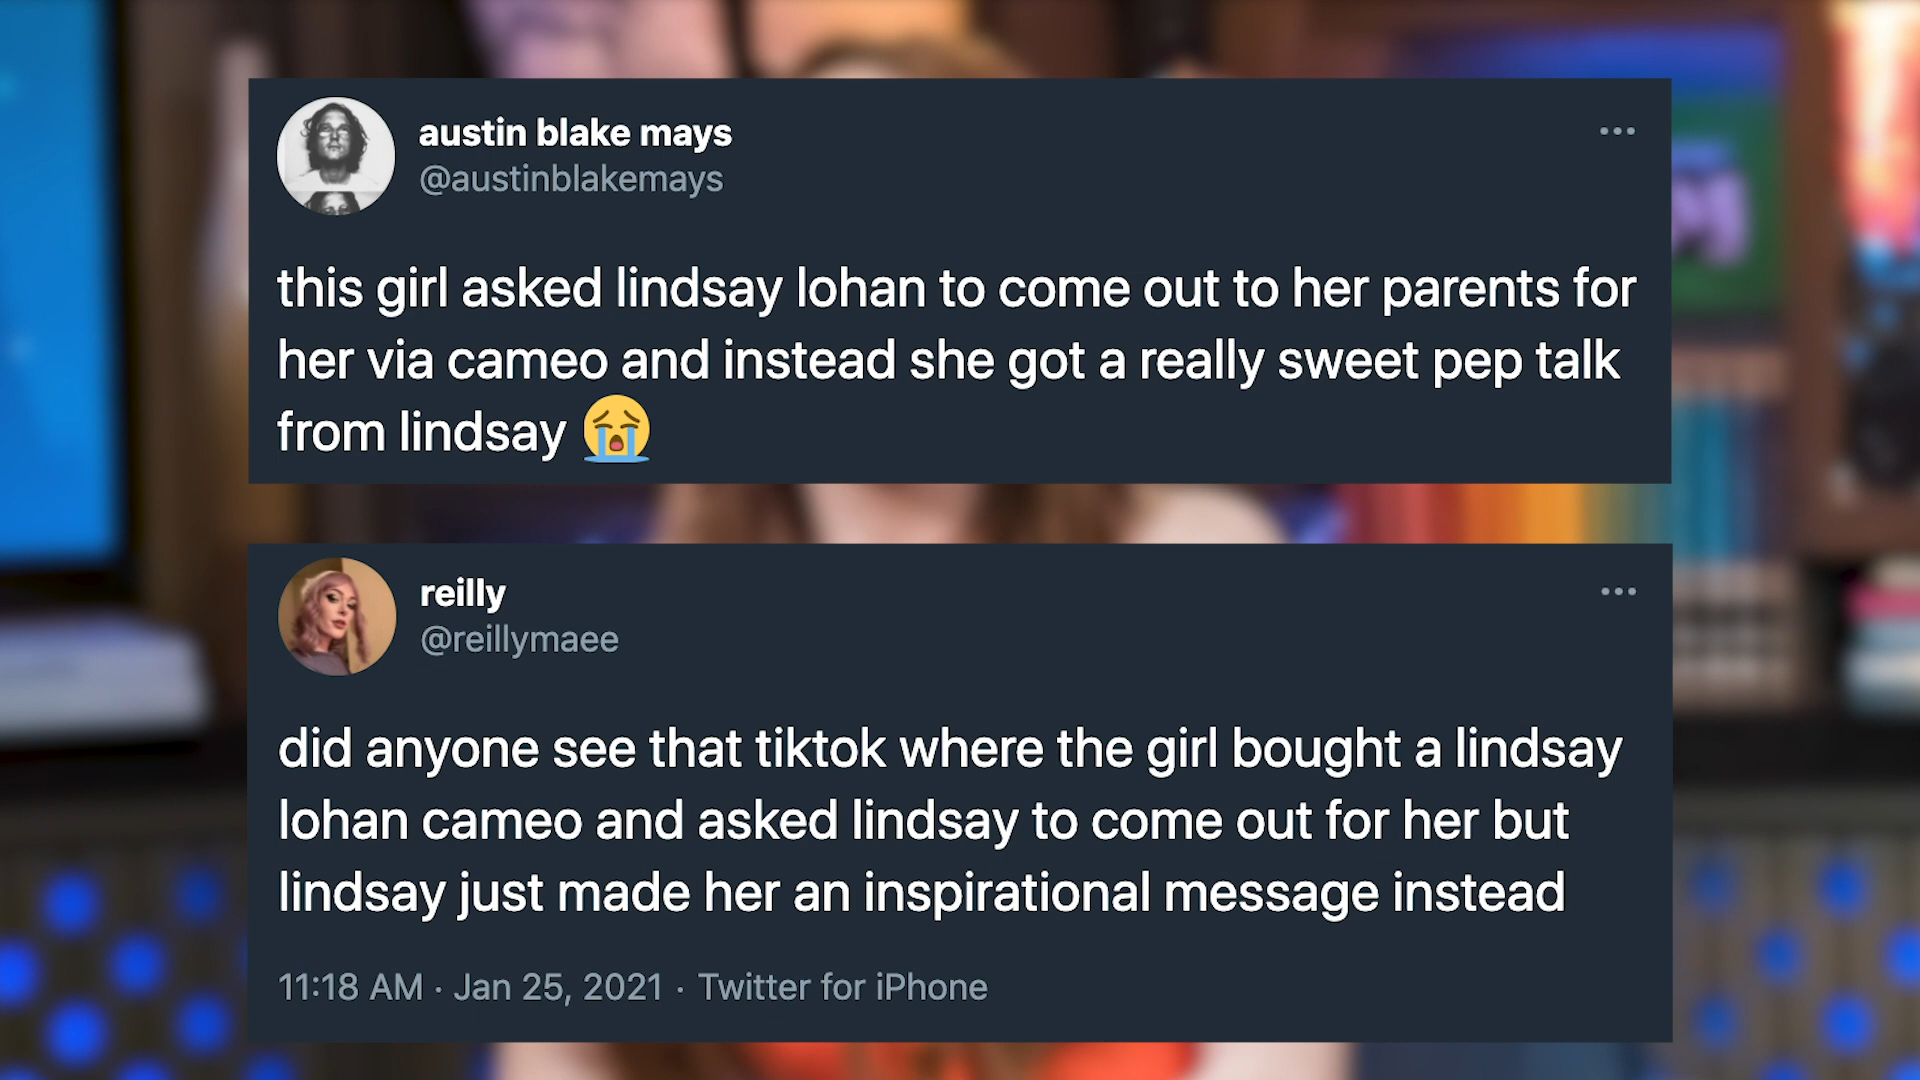 austin blake mays
@austinblakemays
this girl asked lindsay lohan to come out to her parents for
her via cameo and instead she got a really sweet pep talk
from lindsay 😭
reilly
@reillymaee
did anyone see that tiktok where the girl bought a lindsay
lohan cameo and asked lindsay to come out for her but
lindsay just made her an inspirational message instead
11:18 AM · Jan 25, 2021 · Twitter for iPhone